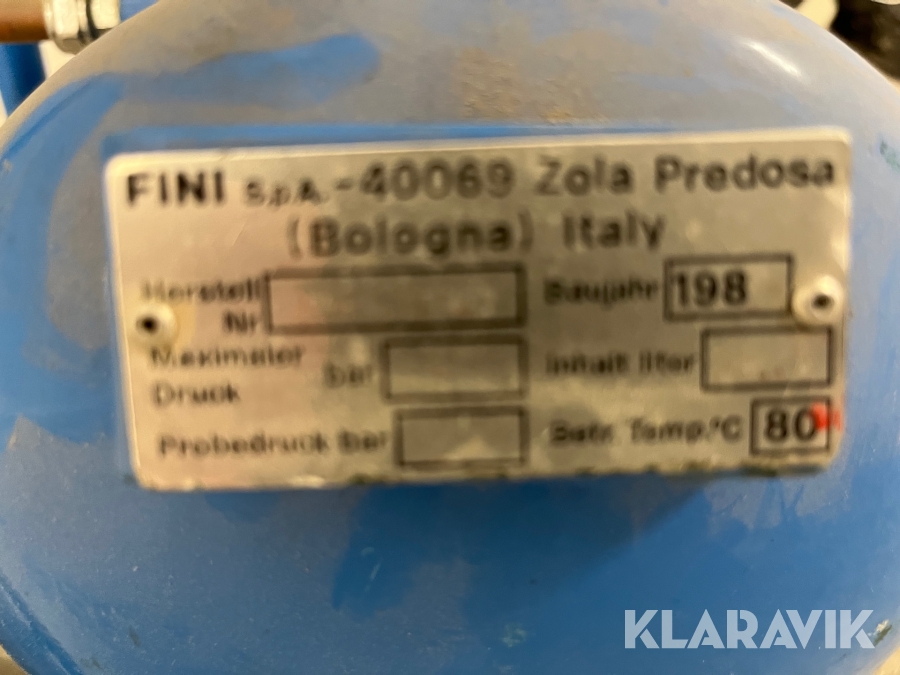 FINI S.p.A. - 40069 Zola Predosa
(Bologna) Italy
Herstell Nr
Baujahr 198
Maximaler Druck bar
Inhalt liter
Probedruck bar
Betr. Temp. °C 80
KLARAVIK